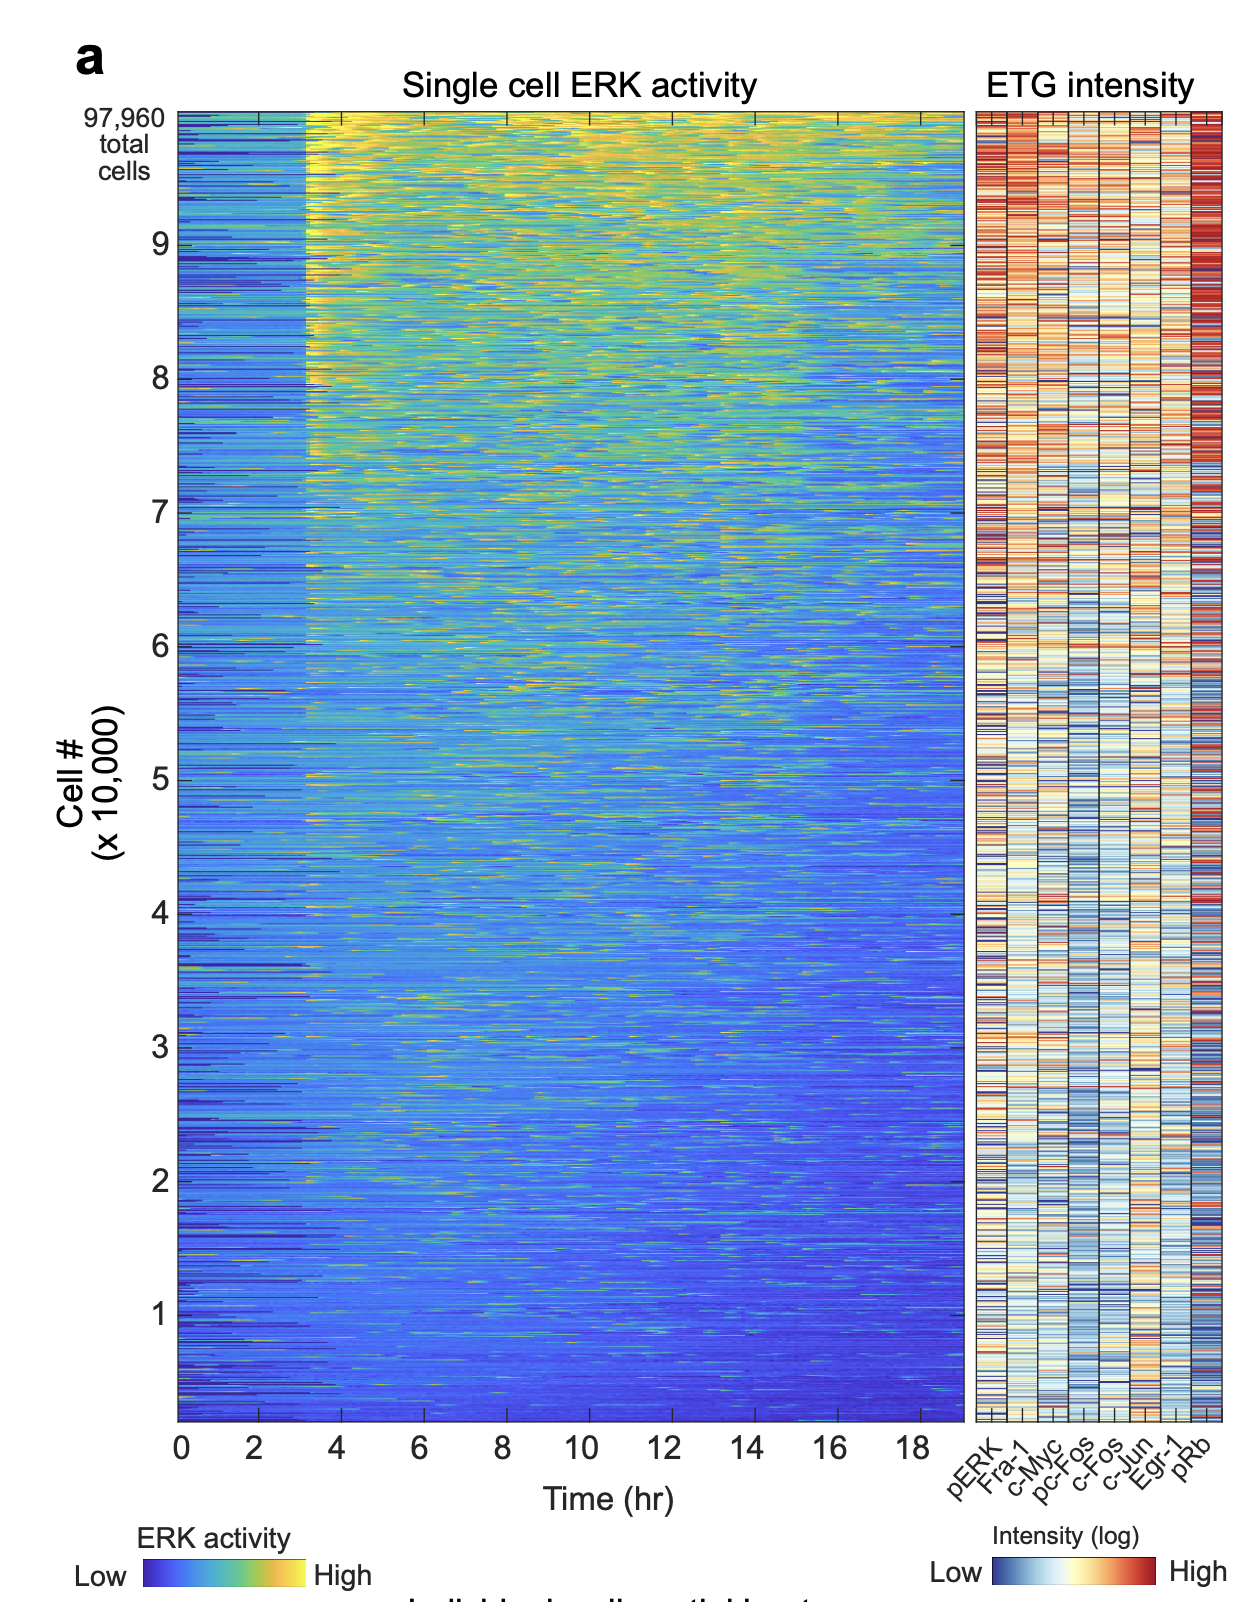 a
Single cell ERK activity
ETG intensity
97,960
total
cells
9
8
7
6
5
4
3
2
1
Cell #
(x 10,000)
0 2 4 6 8 10 12 14 16 18
Time (hr)
pERK
Fra-1
c-Myc
pc-Fos
c-Fos
c-Jun
Egr-1
pRb
ERK activity
Low High
Intensity (log)
Low High